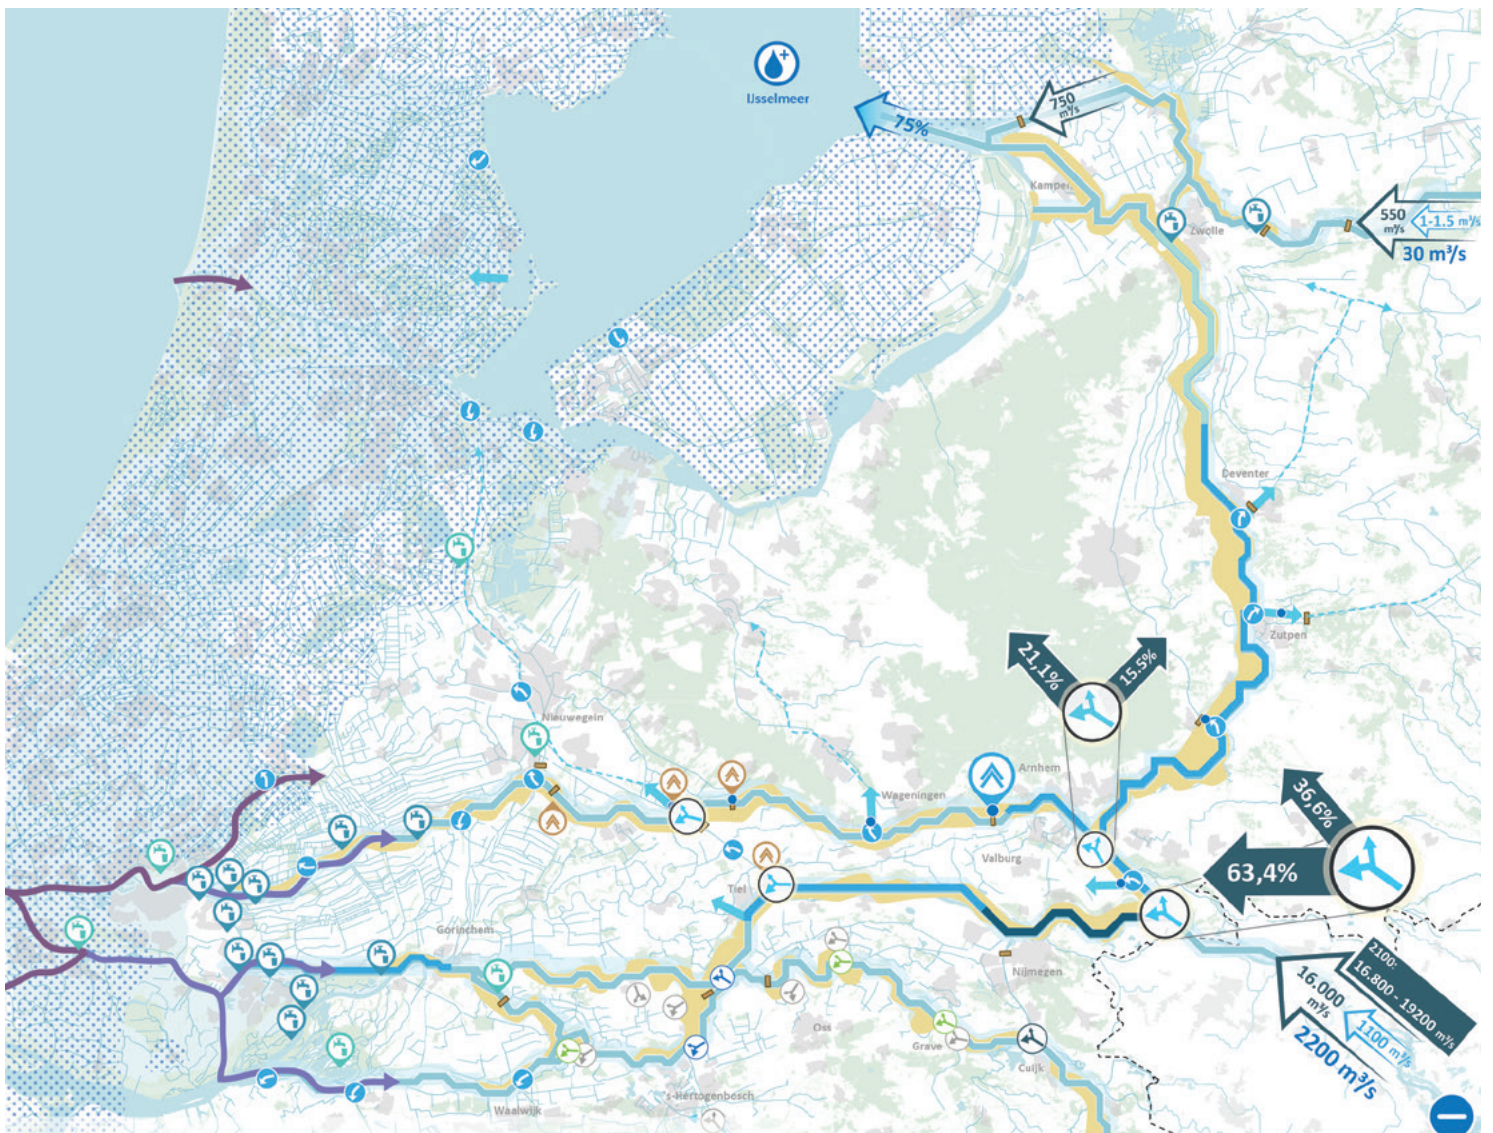 IJsselmeer
750
m³/s
75%
Kampen
550
m³/s
1-1.5 m³/s
30 m³/s
Zwolle
Deventer
Zutpen
21,1%
15.5%
Nieuwegein
Arnhem
Wageningen
36,6%
Valburg
63,4%
Tiel
Gorinchem
Nijmegen
2100:
16.800 - 19200 m³/s
16.000
m³/s
1100 m³/s
2200 m³/s
Oss
Grave
Cuijk
's-Hertogenbosch
Waalwijk